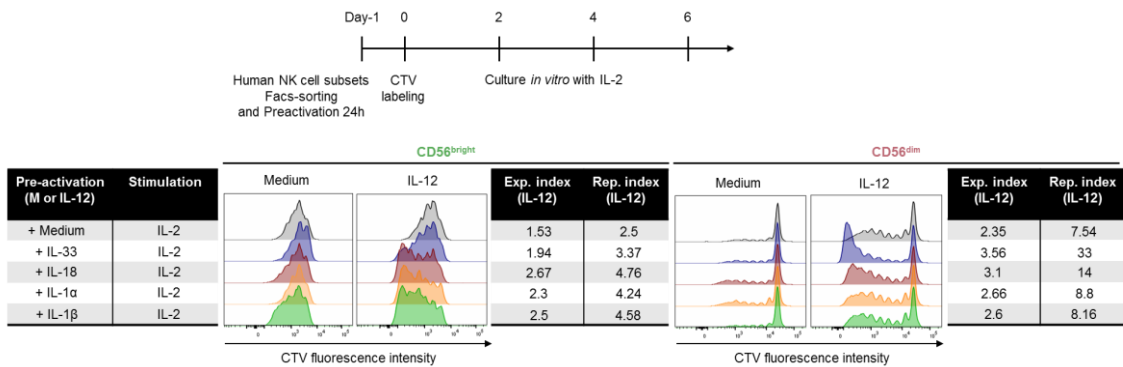 Day-1 0 2 4 6
Human NK cell subsets
Facs-sorting
and Preactivation 24h
CTV
labeling
Culture in vitro with IL-2
CD56bright
CD56dim
Pre-activation
(M or IL-12)
Stimulation
Medium
IL-12
Exp. index
(IL-12)
Rep. index
(IL-12)
Medium
IL-12
Exp. index
(IL-12)
Rep. index
(IL-12)
+ Medium IL-2 1.53 2.5 2.35 7.54
+ IL-33 IL-2 1.94 3.37 3.56 33
+ IL-18 IL-2 2.67 4.76 3.1 14
+ IL-1α IL-2 2.3 4.24 2.66 8.8
+ IL-1β IL-2 2.5 4.58 2.6 8.16
CTV fluorescence intensity
CTV fluorescence intensity